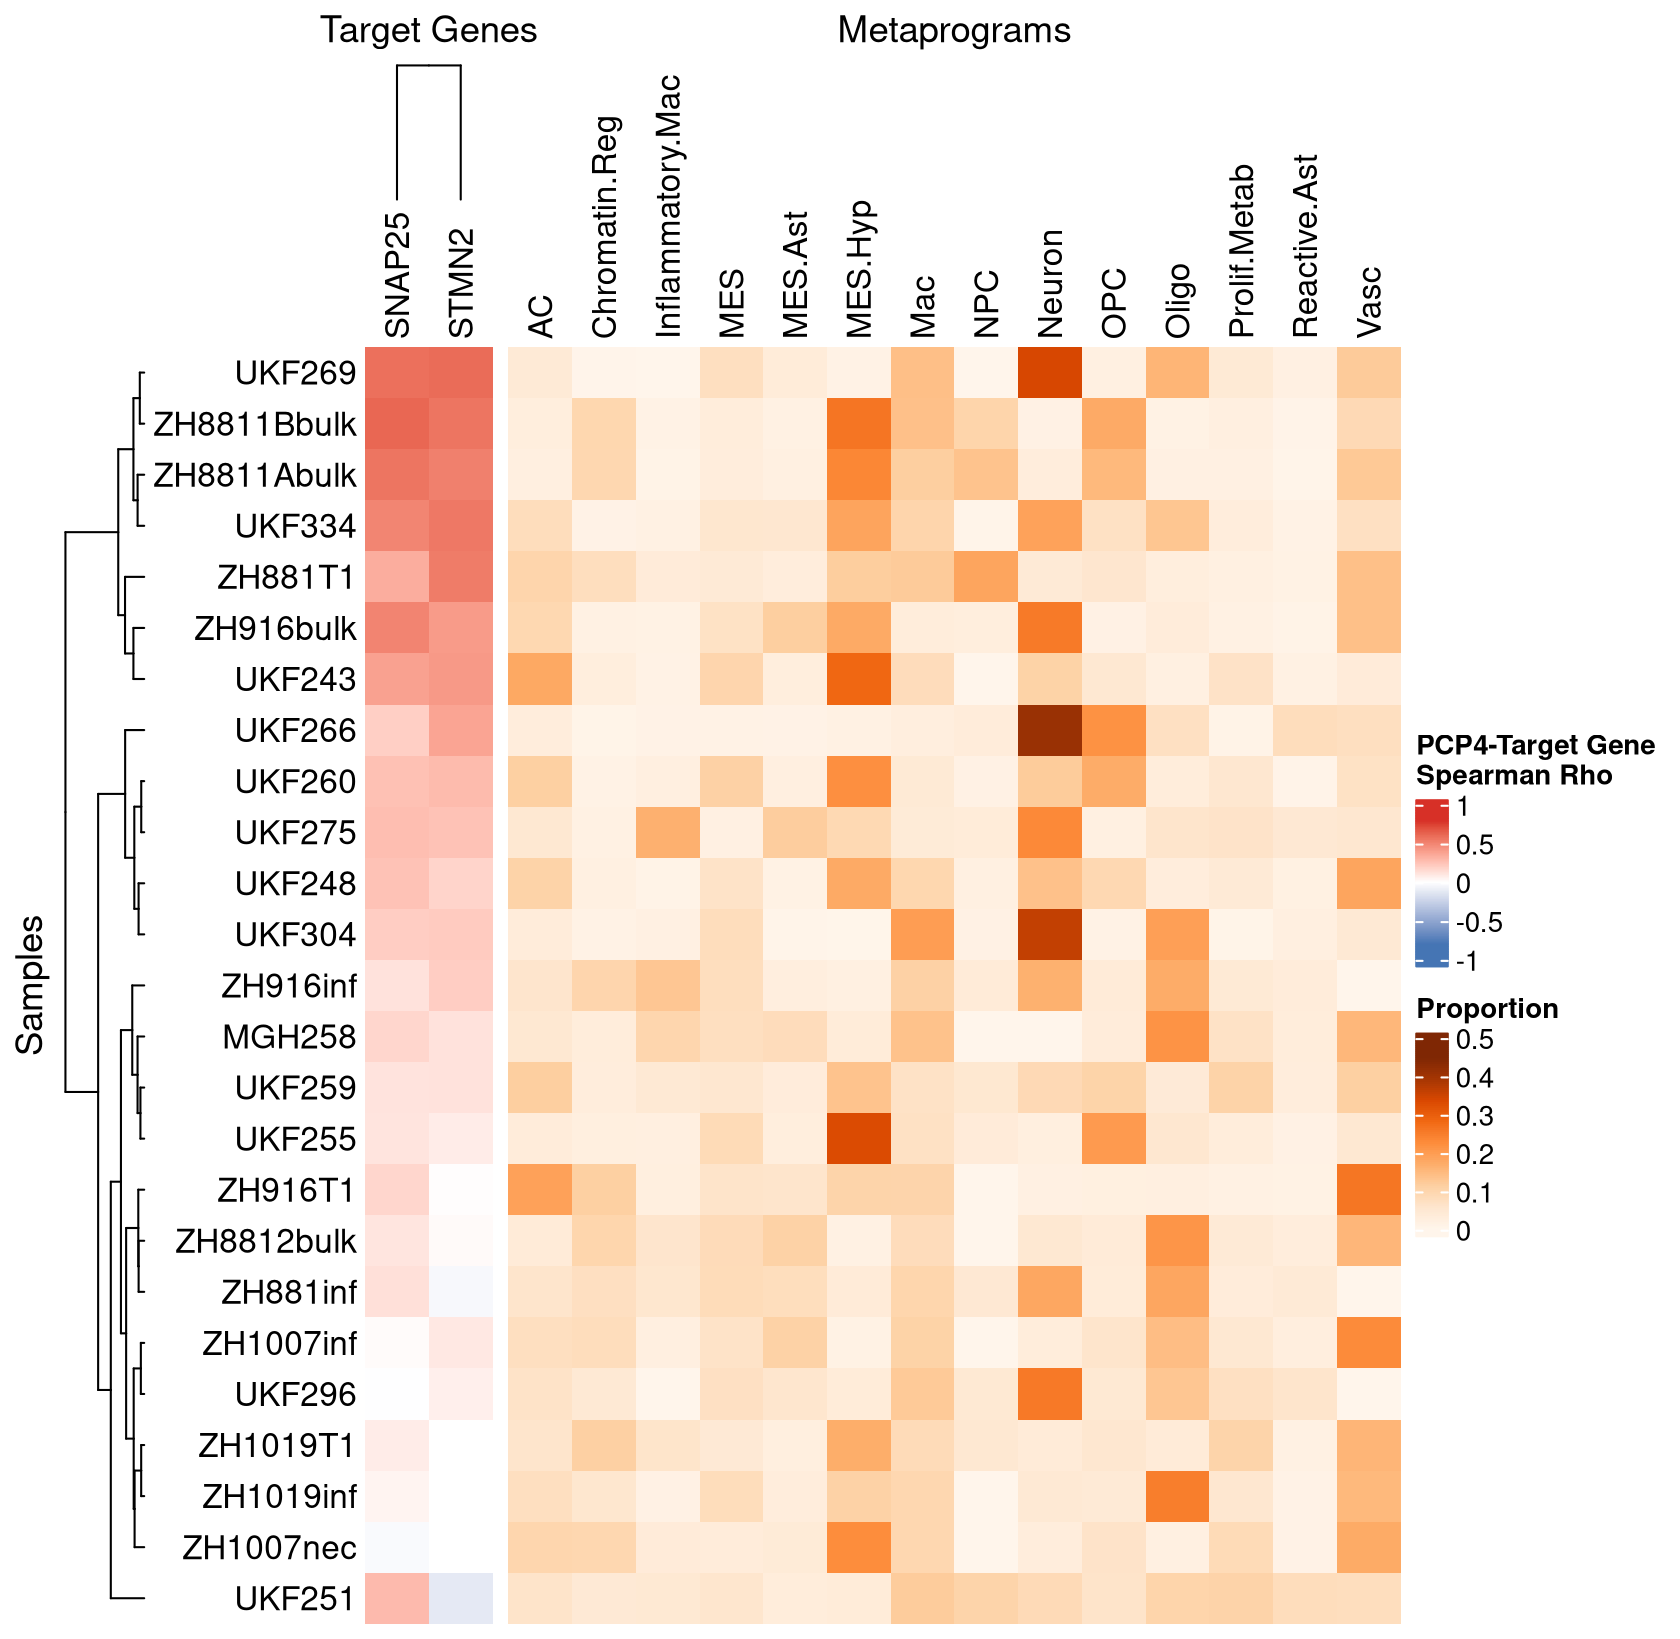 Target Genes
Metaprograms
SNAP25
STMN2
AC
Chromatin.Reg
Inflammatory.Mac
MES
MES.Ast
MES.Hyp
Mac
NPC
Neuron
OPC
Oligo
Prolif.Metab
Reactive.Ast
Vasc
Samples
UKF269
ZH8811Bbulk
ZH8811Abulk
UKF334
ZH881T1
ZH916bulk
UKF243
UKF266
UKF260
UKF275
UKF248
UKF304
ZH916inf
MGH258
UKF259
UKF255
ZH916T1
ZH8812bulk
ZH881inf
ZH1007inf
UKF296
ZH1019T1
ZH1019inf
ZH1007nec
UKF251
PCP4-Target Gene
Spearman Rho
1
0.5
0
-0.5
-1
Proportion
0.5
0.4
0.3
0.2
0.1
0